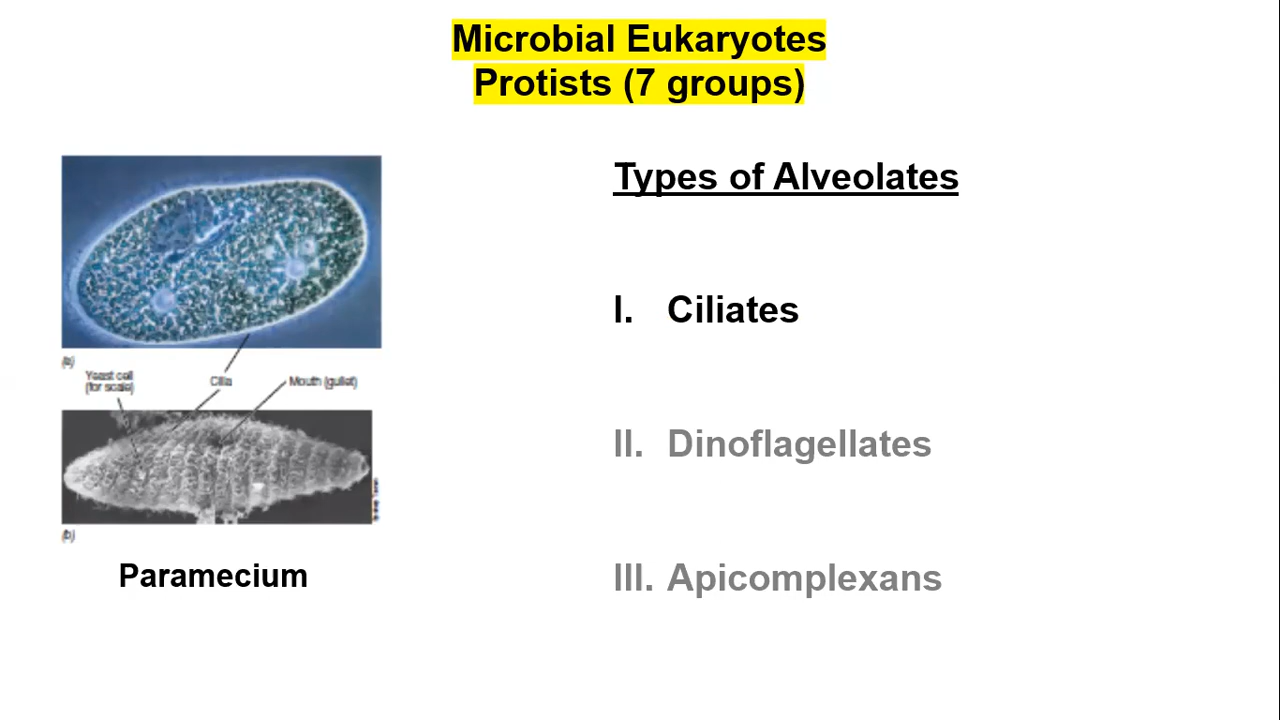 Microbial Eukaryotes
Protists (7 groups)
Types of Alveolates
I. Ciliates
II. Dinoflagellates
III. Apicomplexans
(a)
Yeast cell
(for scale)
Cilia
Mouth (gullet)
(b)
Paramecium